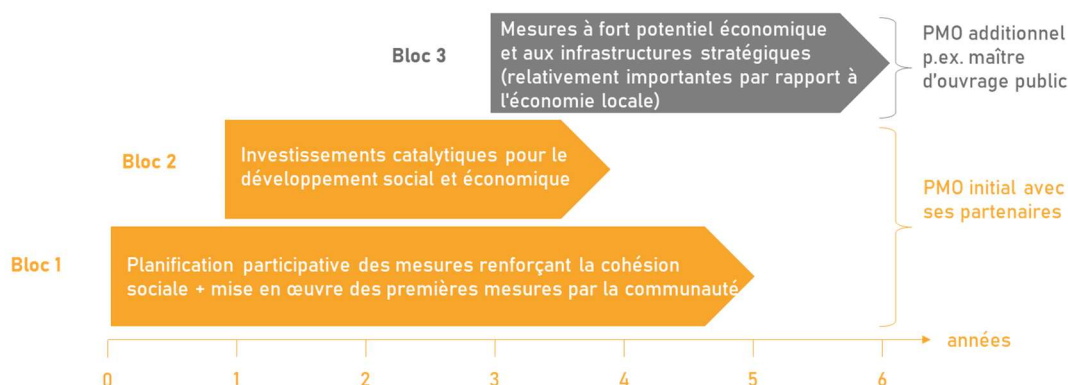 Bloc 3
Mesures à fort potentiel économique
et aux infrastructures stratégiques
(relativement importantes par rapport à
l'économie locale)
PMO additionnel
p.ex. maître
d'ouvrage public
Bloc 2
Investissements catalytiques pour le
développement social et économique
PMO initial avec
ses partenaires
Bloc 1
Planification participative des mesures renforçant la cohésion
sociale + mise en œuvre des premières mesures par la communauté
années
0 1 2 3 4 5 6